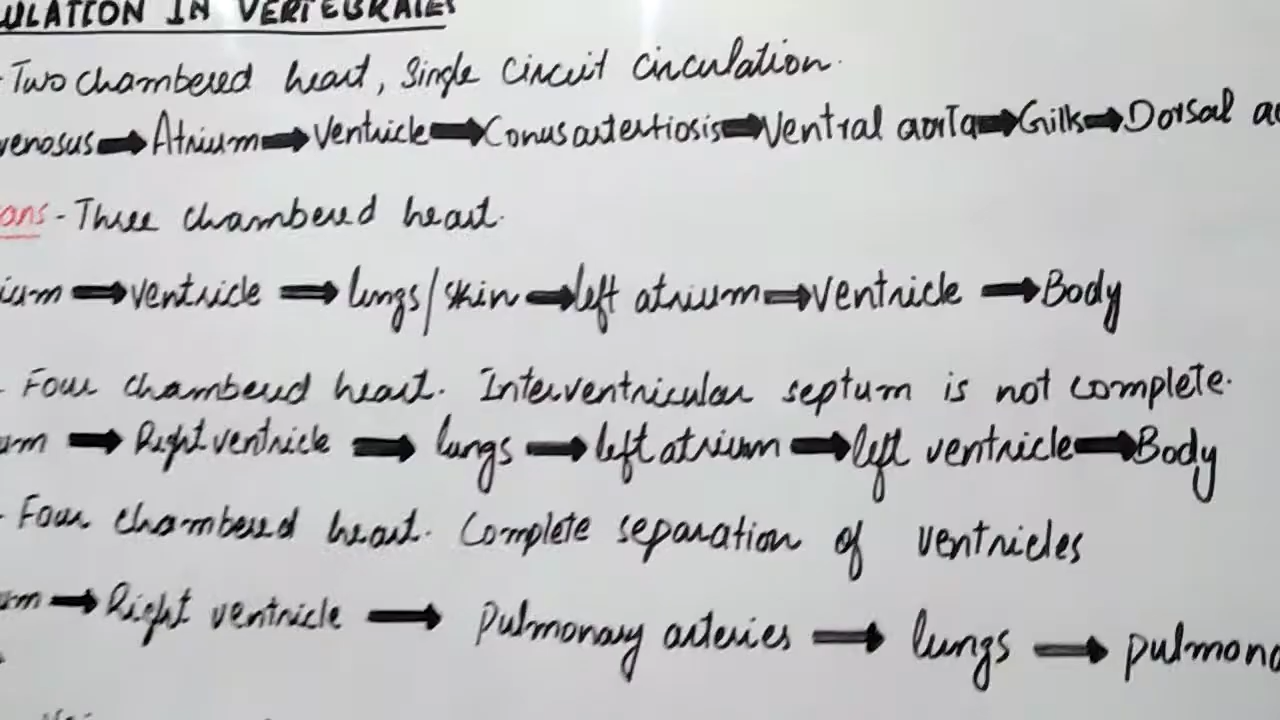 ULATION IN VERTEBRATES
- Two chambered heart, Single circuit circulation.
venosus → Atrium → Ventricle → Conus arteriosis → Ventral aorta → Gills → Dorsal
ans - Three chambered heart.
ium → ventricle → lungs/skin → left atrium → ventricle → Body
- Four chambered heart. Interventricular septum is not complete.
→ Right ventricle → lungs → left atrium → left ventricle → Body
- Four chambered heart. Complete separation of ventricles
→ Right ventricle → Pulmonary arteries → lungs → pulmona